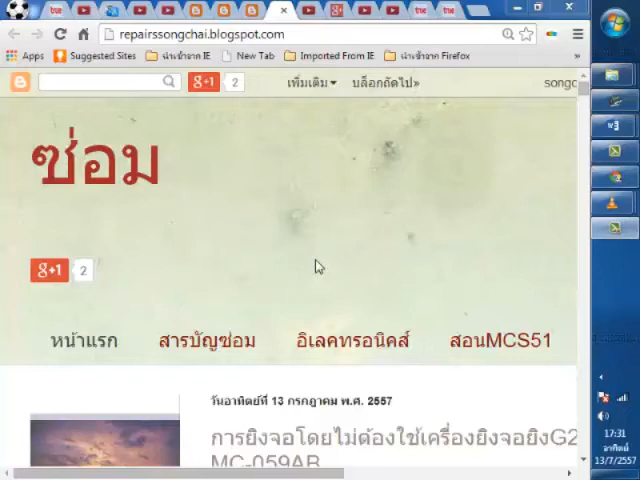 true
true
true
repairssongchai.blogspot.com
Apps
Suggested Sites
นำเข้าจาก IE
New Tab
Imported From IE
นำเข้าจาก Firefox
»
g+1
2
เพิ่มเติม
บล็อกถัดไป»
songc
ซ่อม
g+1
2
หน้าแรก
สารบัญซ่อม
อิเลคทรอนิคส์
สอนMCS51
วันอาทิตย์ที่ 13 กรกฎาคม พ.ศ. 2557
การยิงจอโดยไม่ต้องใช้เครื่องยิงจอยิงG2
MC-059AB
17:31
อาทิตย์
13/7/2557